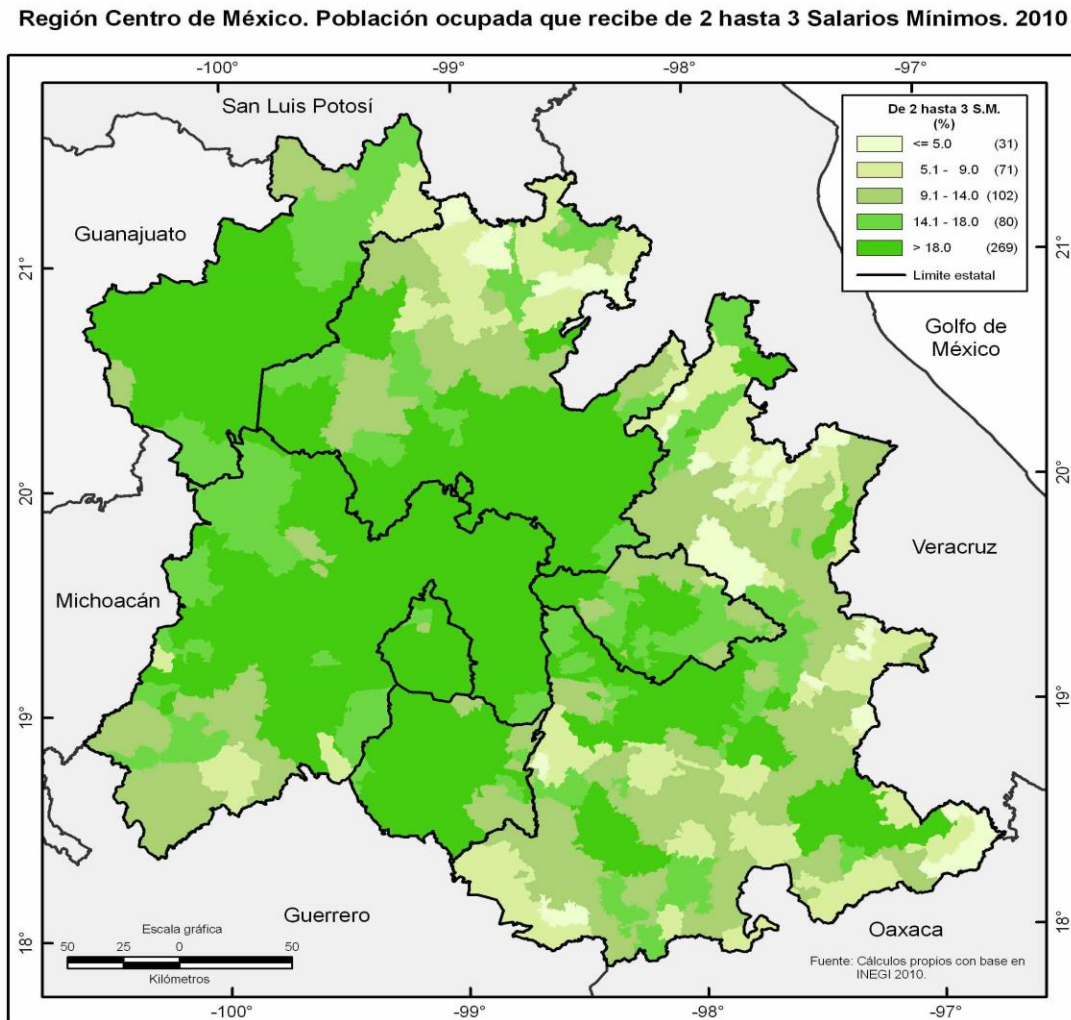 Región Centro de México. Población ocupada que recibe de 2 hasta 3 Salarios Mínimos. 2010
-100° -99° -98° -97°
San Luis Potosí
De 2 hasta 3 S.M.
(%)
<= 5.0 (31)
5.1 - 9.0 (71)
9.1 - 14.0 (102)
14.1 - 18.0 (80)
> 18.0 (269)
Limite estatal
Guanajuato
21° 21°
Golfo de
México
20° 20°
Veracruz
Michoacán
19° 19°
Guerrero
Oaxaca
18° 18°
Escala gráfica
50 25 0 50
Kilómetros
Fuente: Cálculos propios con base en
INEGI 2010.
-100° -99° -98° -97°